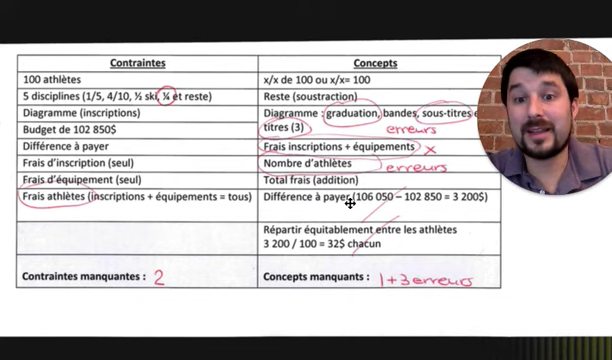 Contraintes
Concepts
100 athlètes
x/x de 100 ou x/x= 100
5 disciplines (1/5, 4/10, ½ ski, ¼ et reste)
Reste (soustraction)
Diagramme (inscriptions)
Diagramme : graduation, bandes, sous-titres
titres (3)
erreurs
Budget de 102 850$
Différence à payer
Frais inscriptions + équipements x
Frais d'inscription (seul)
Nombre d'athlètes
erreurs
Frais d'équipement (seul)
Total frais (addition)
Frais athlètes (inscriptions + équipements = tous)
Différence à payer (106 050 – 102 850 = 3 200$)
Répartir équitablement entre les athlètes
3 200 / 100 = 32$ chacun
Contraintes manquantes : 2
Concepts manquants : 1+3 erreurs